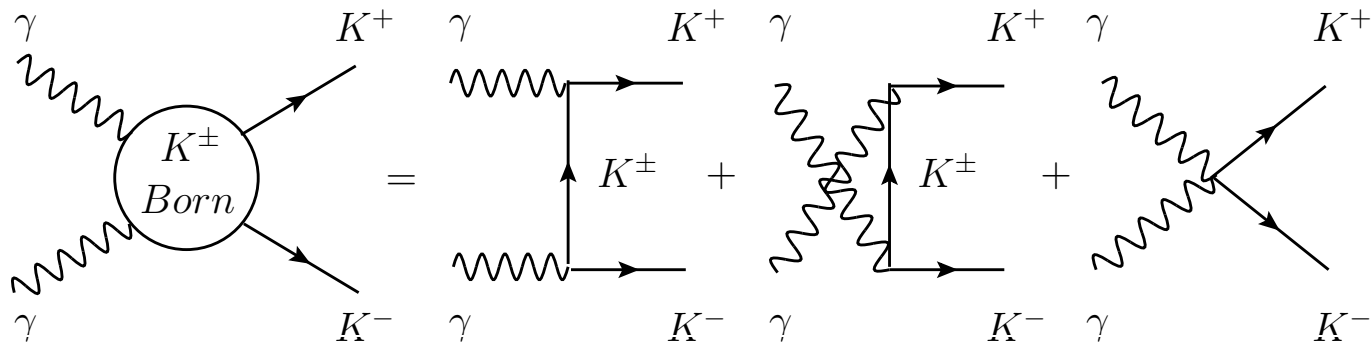 γ K⁺ γ K⁺ γ K⁺ γ K⁺
K± Born = K± + K± +
γ K⁻ γ K⁻ γ K⁻ γ K⁻